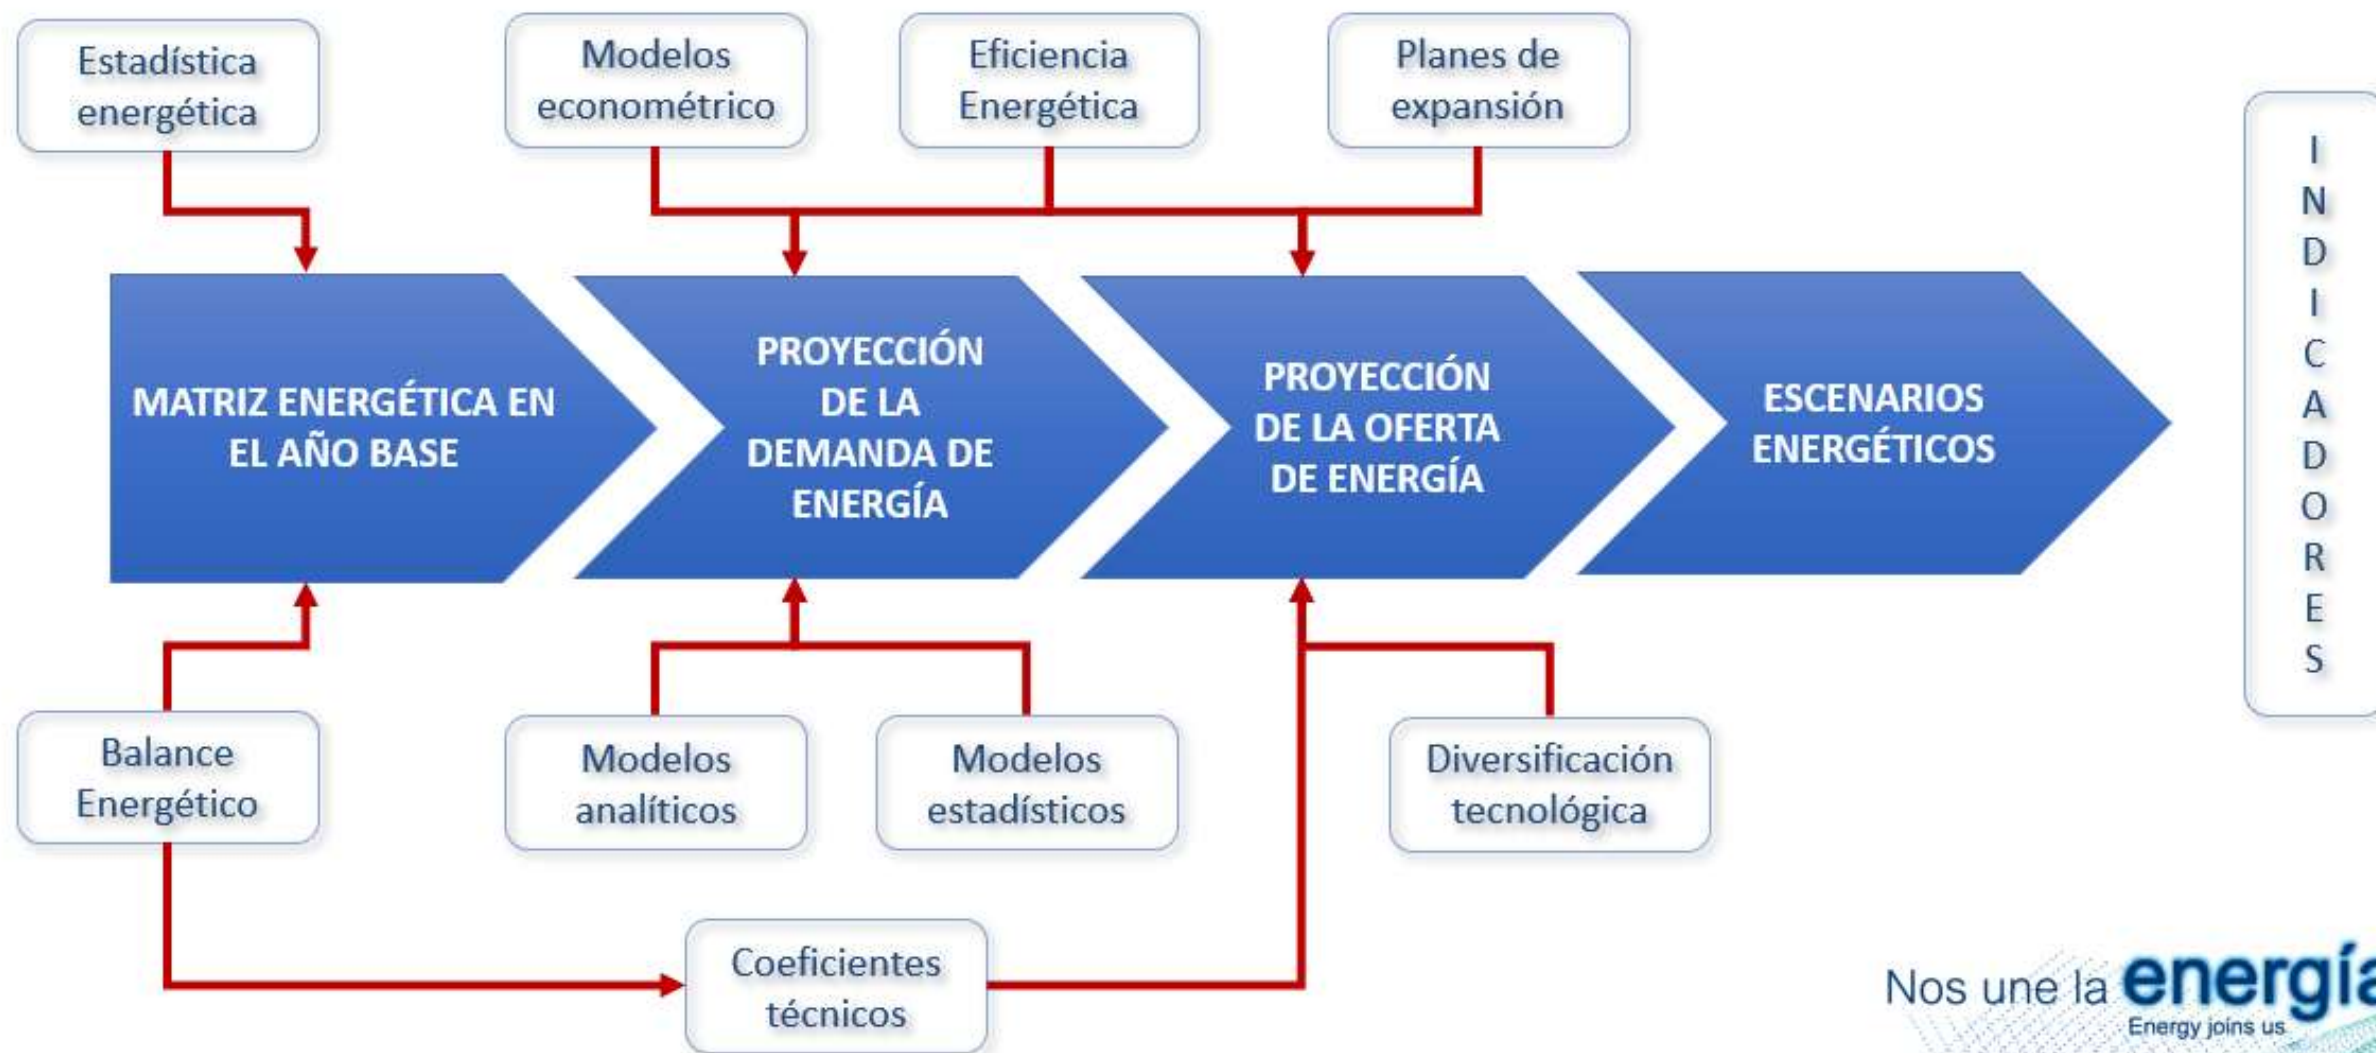 Estadística
energética
Modelos
econométrico
Eficiencia
Energética
Planes de
expansión
MATRIZ ENERGÉTICA EN
EL AÑO BASE
PROYECCIÓN
DE LA
DEMANDA DE
ENERGÍA
PROYECCIÓN
DE LA OFERTA
DE ENERGÍA
ESCENARIOS
ENERGÉTICOS
I
N
D
I
C
A
D
O
R
E
S
Balance
Energético
Modelos
analíticos
Modelos
estadísticos
Diversificación
tecnológica
Coeficientes
técnicos
Nos une la energía
Energy joins us